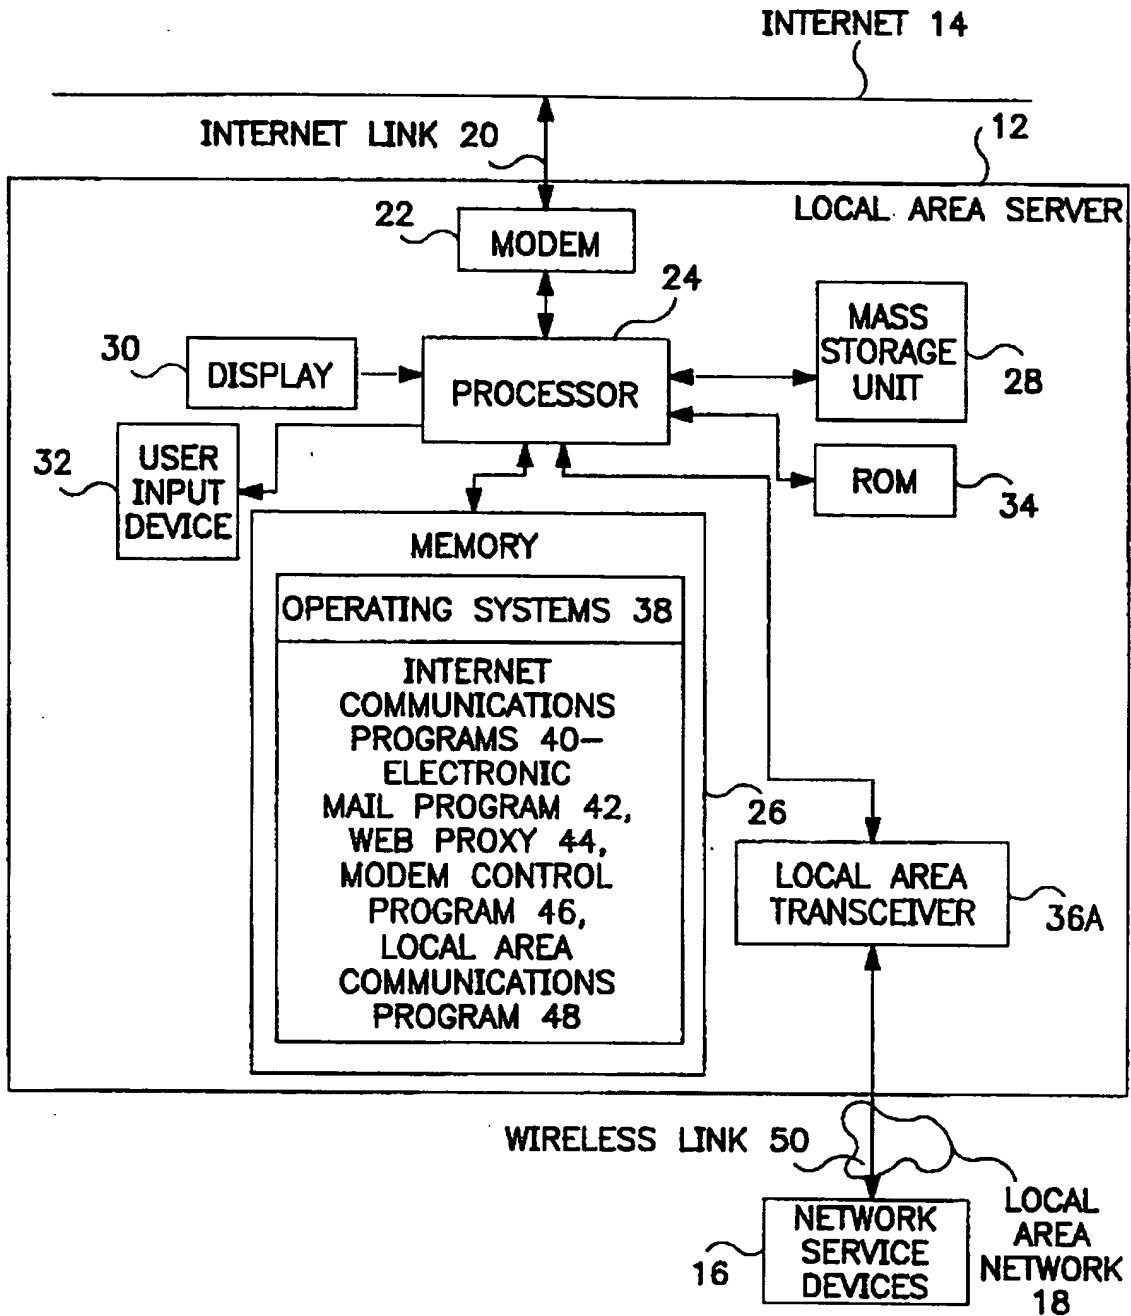 INTERNET 14
INTERNET LINK 20
12
LOCAL AREA SERVER
22
MODEM
24
MASS
STORAGE
UNIT
28
30
DISPLAY
PROCESSOR
32
USER
INPUT
DEVICE
ROM
34
MEMORY
OPERATING SYSTEMS 38
INTERNET
COMMUNICATIONS
PROGRAMS 40–
ELECTRONIC
MAIL PROGRAM 42,
WEB PROXY 44,
MODEM CONTROL
PROGRAM 46,
LOCAL AREA
COMMUNICATIONS
PROGRAM 48
26
LOCAL AREA
TRANSCEIVER
36A
WIRELESS LINK 50
NETWORK
SERVICE
DEVICES
16
LOCAL
AREA
NETWORK
18